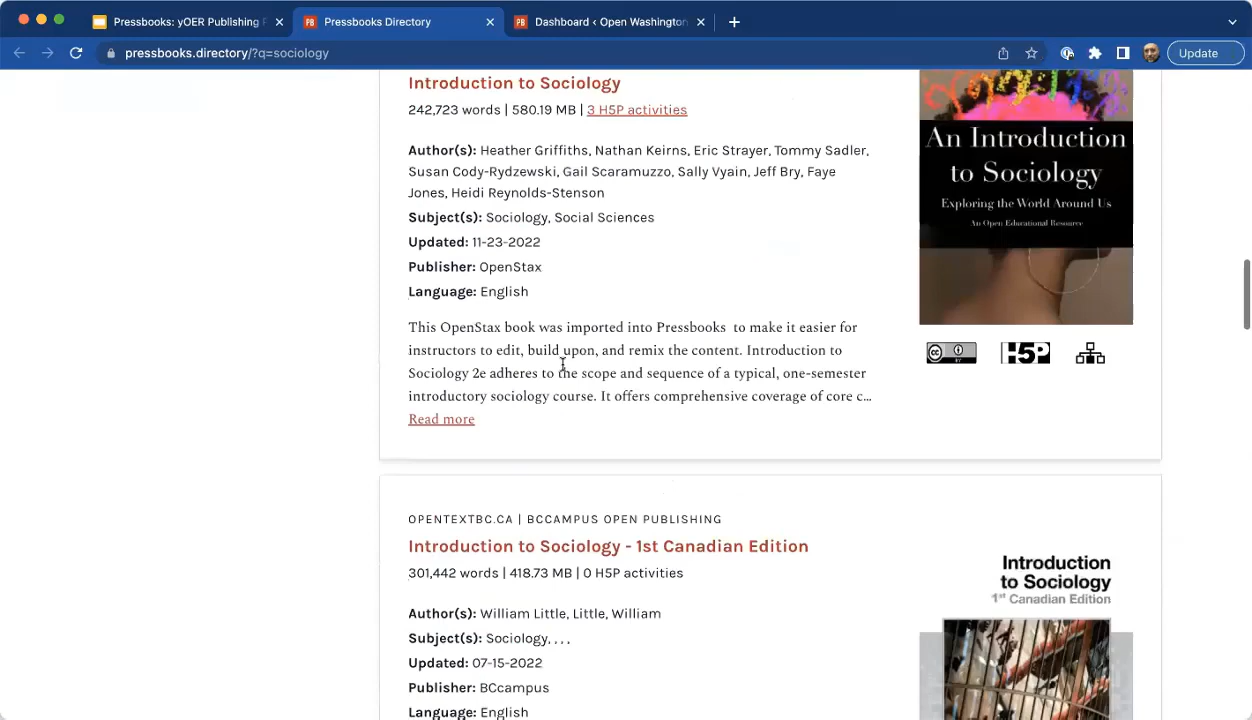 Pressbooks: yOER Publishing P
Pressbooks Directory
PB
Dashboard ‹ Open Washington
PB
pressbooks.directory/?q=sociology
Update
Introduction to Sociology
242,723 words | 580.19 MB | 3 H5P activities
Author(s): Heather Griffiths, Nathan Keirns, Eric Strayer, Tommy Sadler,
Susan Cody-Rydzewski, Gail Scaramuzzo, Sally Vyain, Jeff Bry, Faye
Jones, Heidi Reynolds-Stenson
Subject(s): Sociology, Social Sciences
Updated: 11-23-2022
Publisher: OpenStax
Language: English
This OpenStax book was imported into Pressbooks to make it easier for
instructors to edit, build upon, and remix the content. Introduction to
Sociology 2e adheres to the scope and sequence of a typical, one-semester
introductory sociology course. It offers comprehensive coverage of core c...
Read more
An Introduction
to Sociology
Exploring the World Around Us
An Open Educational Resource
cc
BY
H5P
OPENTEXTBC.CA | BCCAMPUS OPEN PUBLISHING
Introduction to Sociology - 1st Canadian Edition
301,442 words | 418.73 MB | 0 H5P activities
Author(s): William Little, Little, William
Subject(s): Sociology, , , ,
Updated: 07-15-2022
Publisher: BCcampus
Language: English
Introduction
to Sociology
1st Canadian Edition